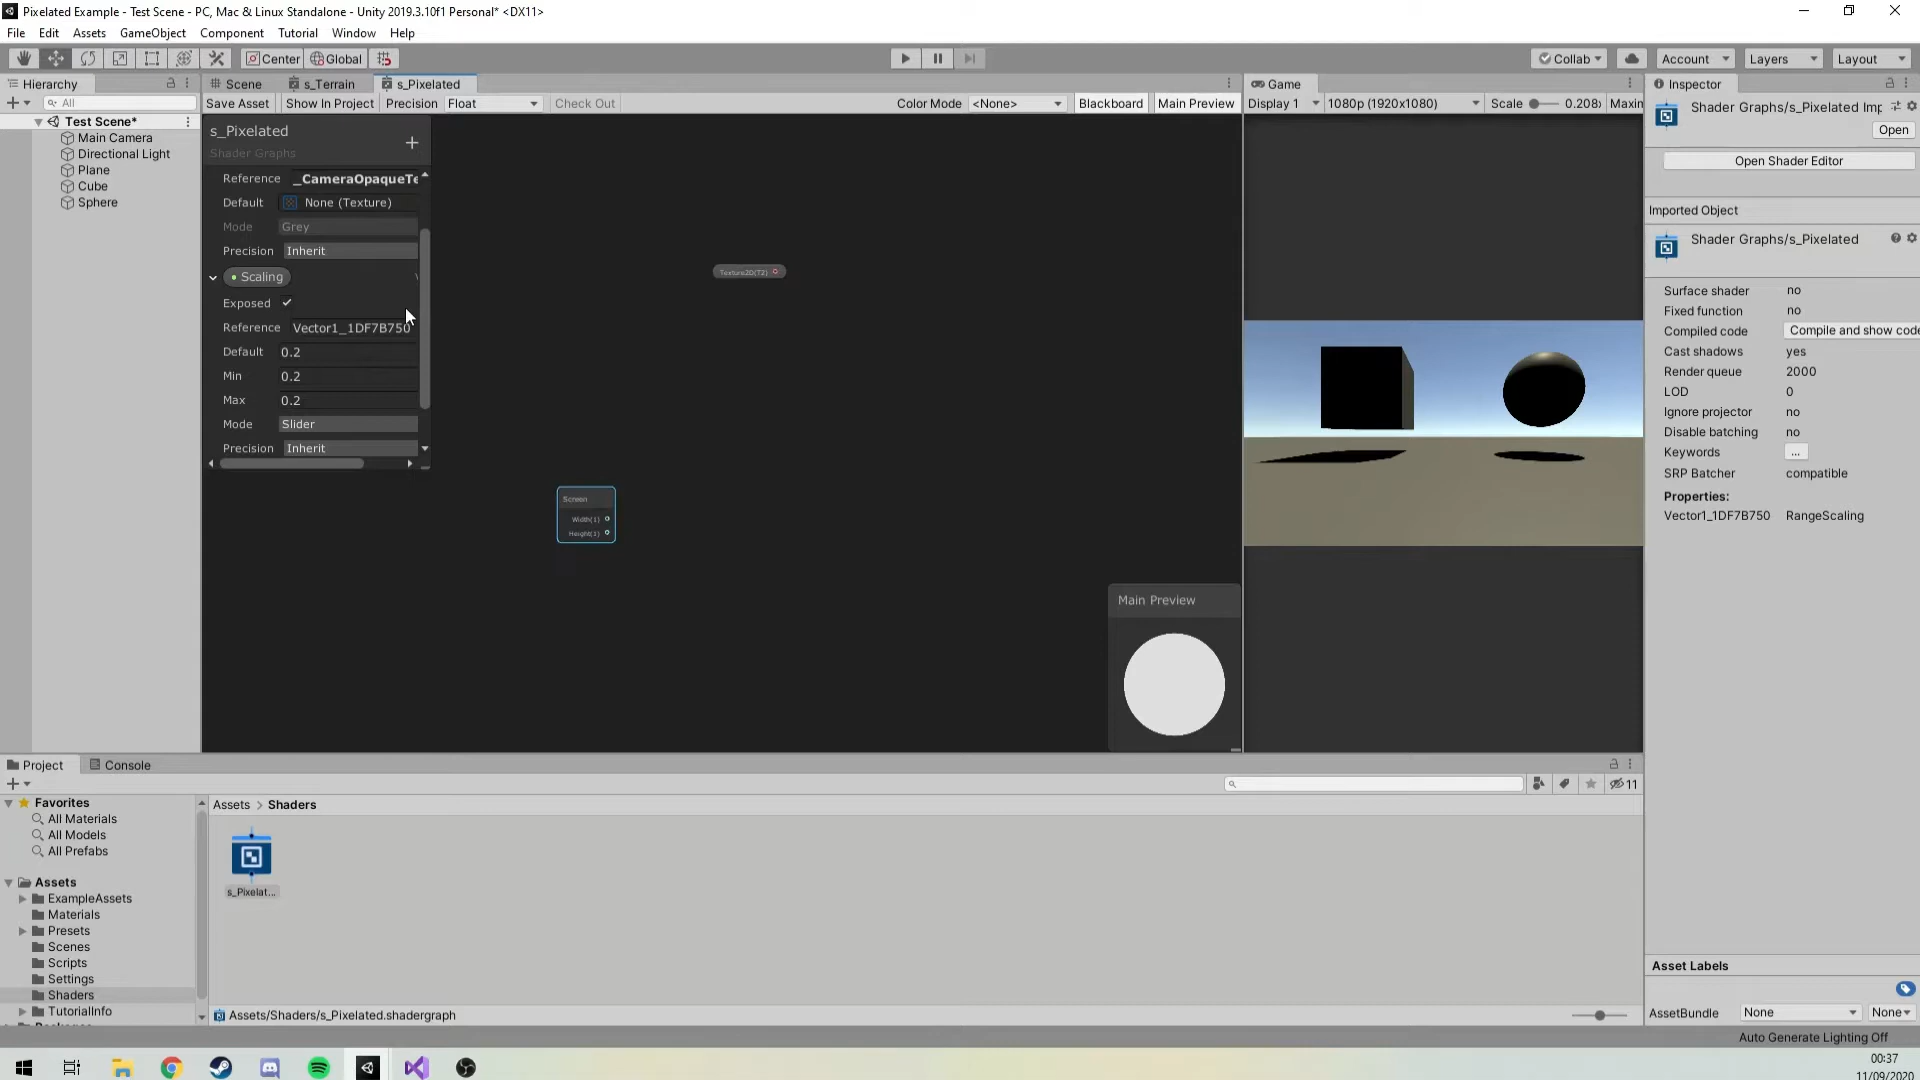 Pixelated Example - Test Scene - PC, Mac & Linux Standalone - Unity 2019.3.10f1 Personal* <DX11>
File Edit Assets GameObject Component Tutorial Window Help
Center Global Collab Account Layers Layout
Hierarchy
All
Test Scene*
Main Camera
Directional Light
Plane
Cube
Sphere
Scene s_Terrain s_Pixelated
Save Asset Show In Project Precision Float Check Out Color Mode <None> Blackboard Main Preview
s_Pixelated
Shader Graphs
Reference _CameraOpaqueTe
Default None (Texture)
Mode Grey
Precision Inherit
Scaling
Exposed
Reference Vector1_1DF7B750
Default 0.2
Min 0.2
Max 0.2
Mode Slider
Precision Inherit
Texture2D(T2)
Screen
Width(1)
Height(1)
Main Preview
Game
Display 1 1080p (1920x1080) Scale 0.208 Maxin
Inspector
Shader Graphs/s_Pixelated Imp
Open
Open Shader Editor
Imported Object
Shader Graphs/s_Pixelated
Surface shader no
Fixed function no
Compiled code Compile and show code
Cast shadows yes
Render queue 2000
LOD 0
Ignore projector no
Disable batching no
Keywords ...
SRP Batcher compatible
Properties:
Vector1_1DF7B750 RangeScaling
Asset Labels
AssetBundle None None
Project Console
11
Favorites
All Materials
All Models
All Prefabs
Assets
ExampleAssets
Materials
Presets
Scenes
Scripts
Settings
Shaders
TutorialInfo
Assets > Shaders
s_Pixelat...
Assets/Shaders/s_Pixelated.shadergraph
Auto Generate Lighting Off
00:37
11/09/2020